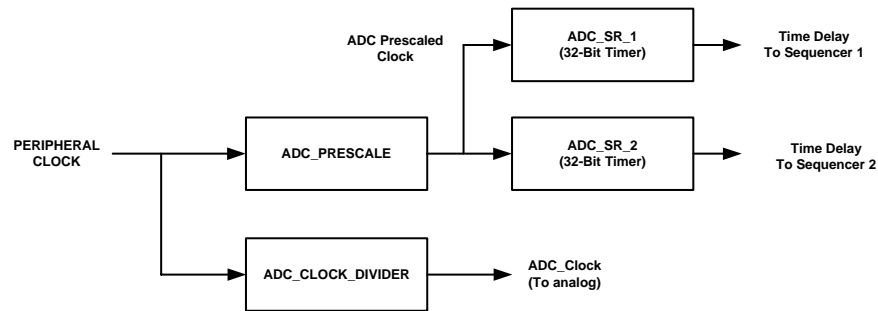 ADC Prescaled
Clock
ADC_SR_1
(32-Bit Timer)
Time Delay
To Sequencer 1
PERIPHERAL
CLOCK
ADC_PRESCALE
ADC_SR_2
(32-Bit Timer)
Time Delay
To Sequencer 2
ADC_CLOCK_DIVIDER
ADC_Clock
(To analog)